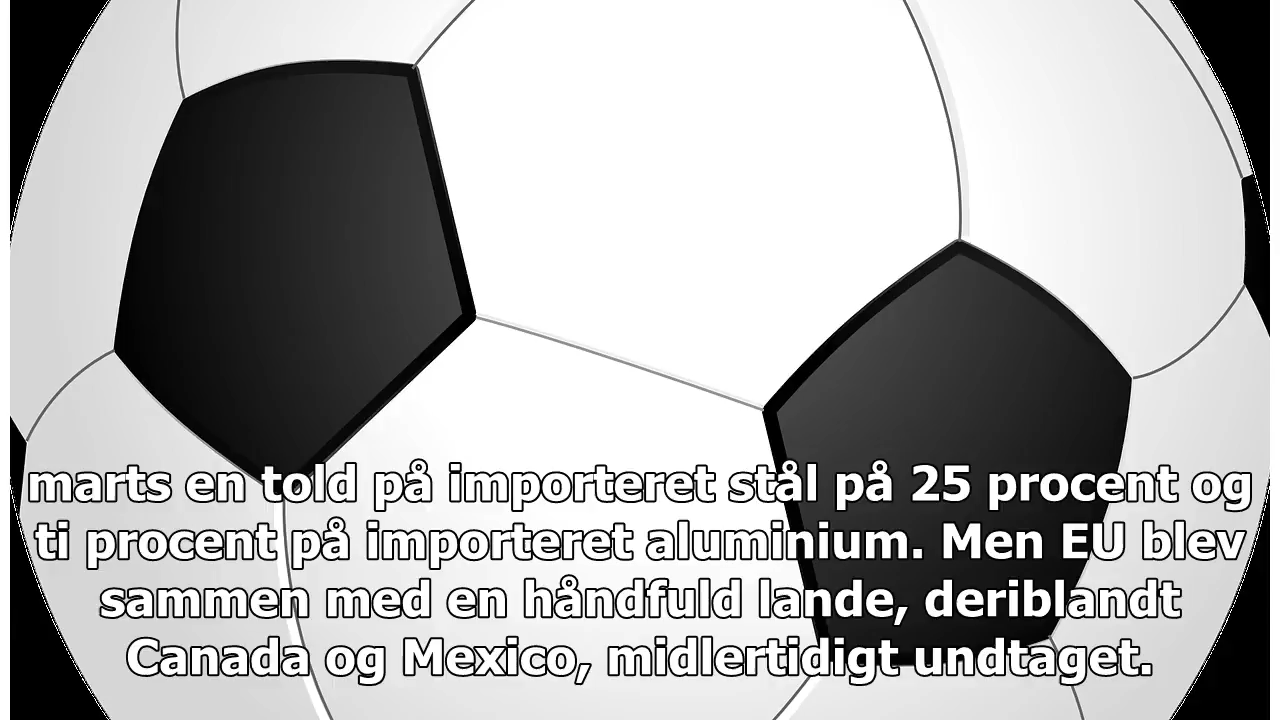 marts en told på importeret stål på 25 procent og
ti procent på importeret aluminium. Men EU blev
sammen med en håndfuld lande, deriblandt
Canada og Mexico, midlertidigt undtaget.